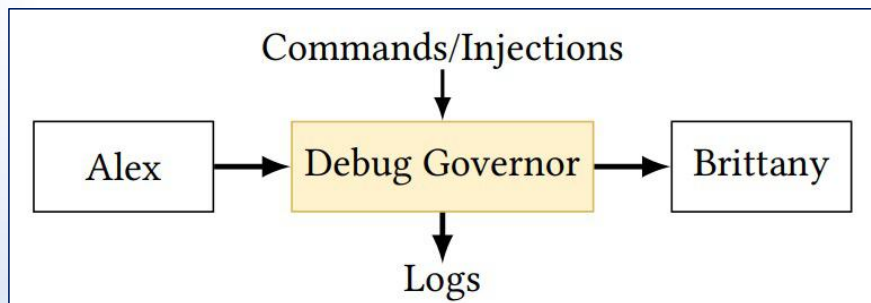 Commands/Injections
Alex
Debug Governor
Brittany
Logs